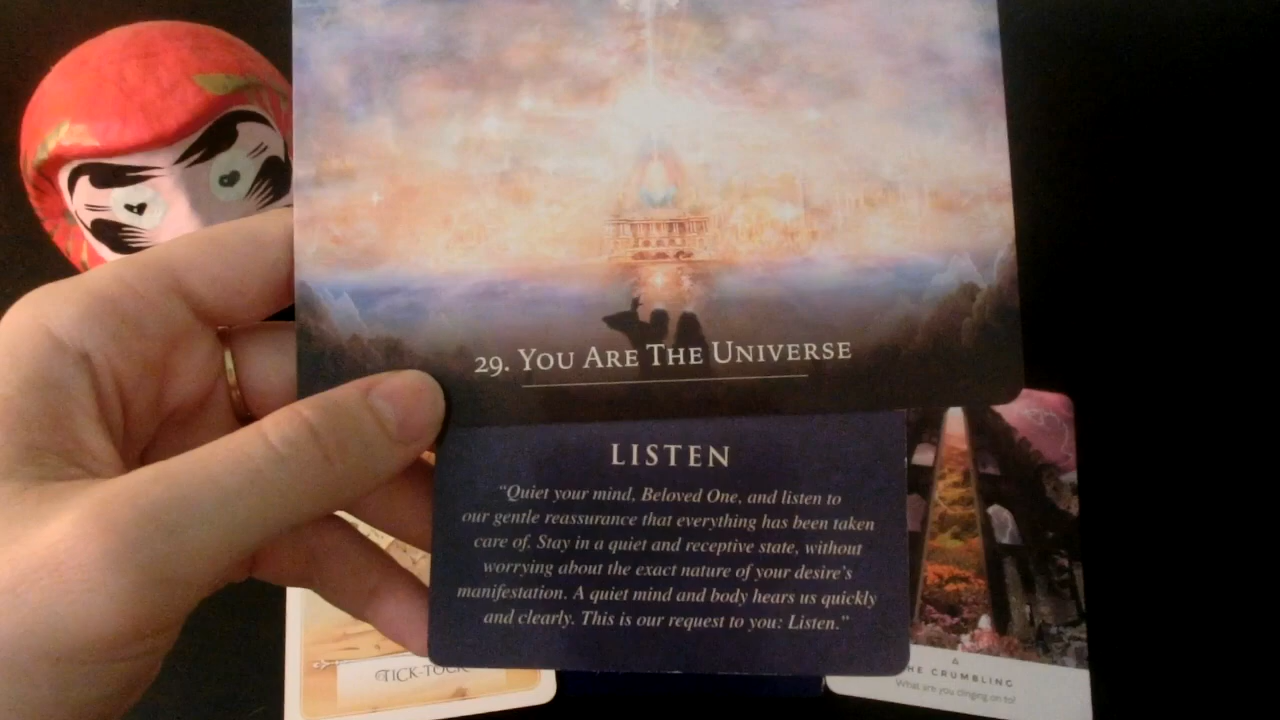 29. You Are The Universe
LISTEN
“Quiet your mind, Beloved One, and listen to
our gentle reassurance that everything has been taken
care of. Stay in a quiet and receptive state, without
worrying about the exact nature of your desire's
manifestation. A quiet mind and body hears us quickly
and clearly. This is our request to you: Listen.”
TICK-TOCK
HE CRUMBLING
What are you clinging on to?